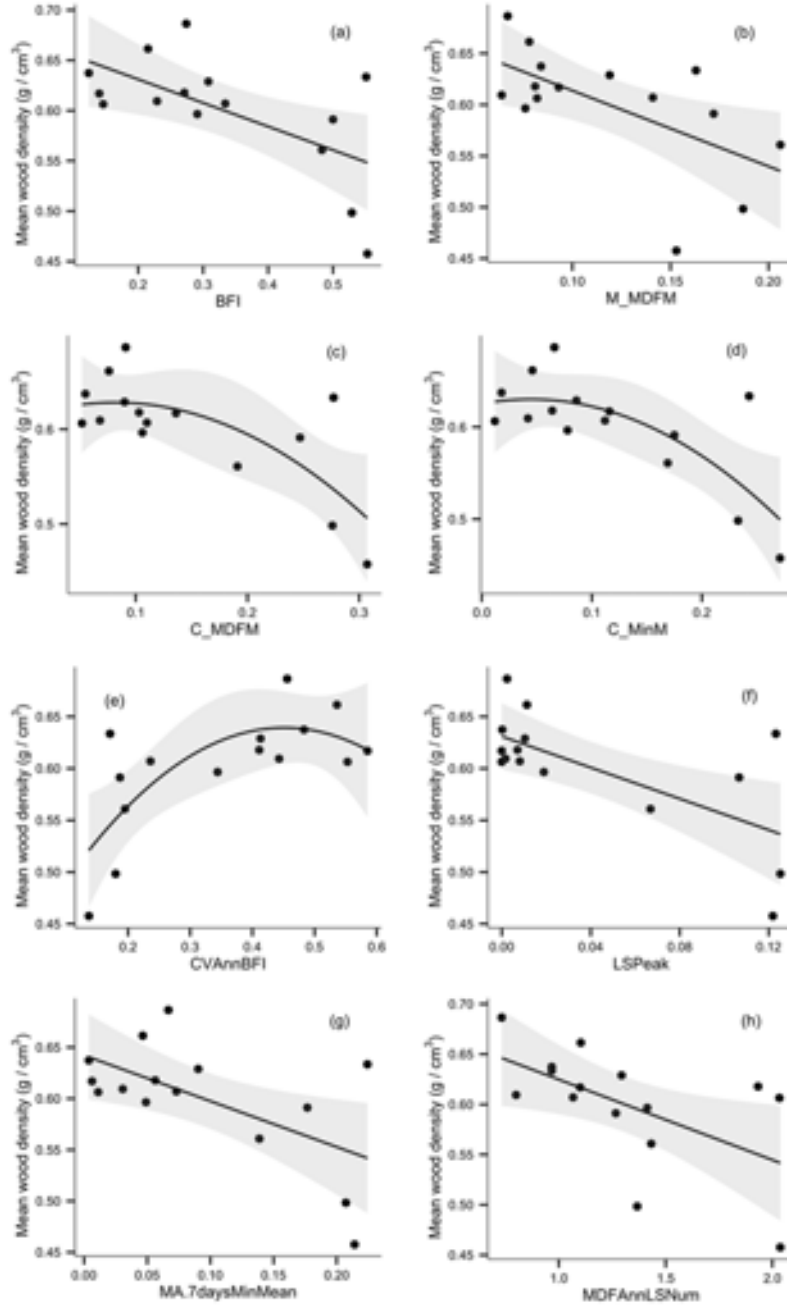 (a)
Mean wood density (g / cm³)
0.70
0.65
0.60
0.55
0.50
0.45
0.2
0.3
0.4
0.5
BFI
(b)
Mean wood density (g / cm³)
0.65
0.60
0.55
0.50
0.45
0.10
0.15
0.20
M_MDFM
(c)
Mean wood density (g / cm³)
0.6
0.5
0.1
0.2
0.3
C_MDFM
(d)
Mean wood density (g / cm³)
0.6
0.5
0.0
0.1
0.2
C_MinM
(e)
Mean wood density (g / cm³)
0.65
0.60
0.55
0.50
0.45
0.2
0.3
0.4
0.5
0.6
CVAnnBFI
(f)
Mean wood density (g / cm³)
0.65
0.60
0.55
0.50
0.45
0.00
0.04
0.08
0.12
LSPeak
(g)
Mean wood density (g / cm³)
0.65
0.60
0.55
0.50
0.45
0.00
0.05
0.10
0.15
0.20
MA.7daysMinMean
(h)
Mean wood density (g / cm³)
0.70
0.65
0.60
0.55
0.50
0.45
1.0
1.5
2.0
MDFAnnLSNum